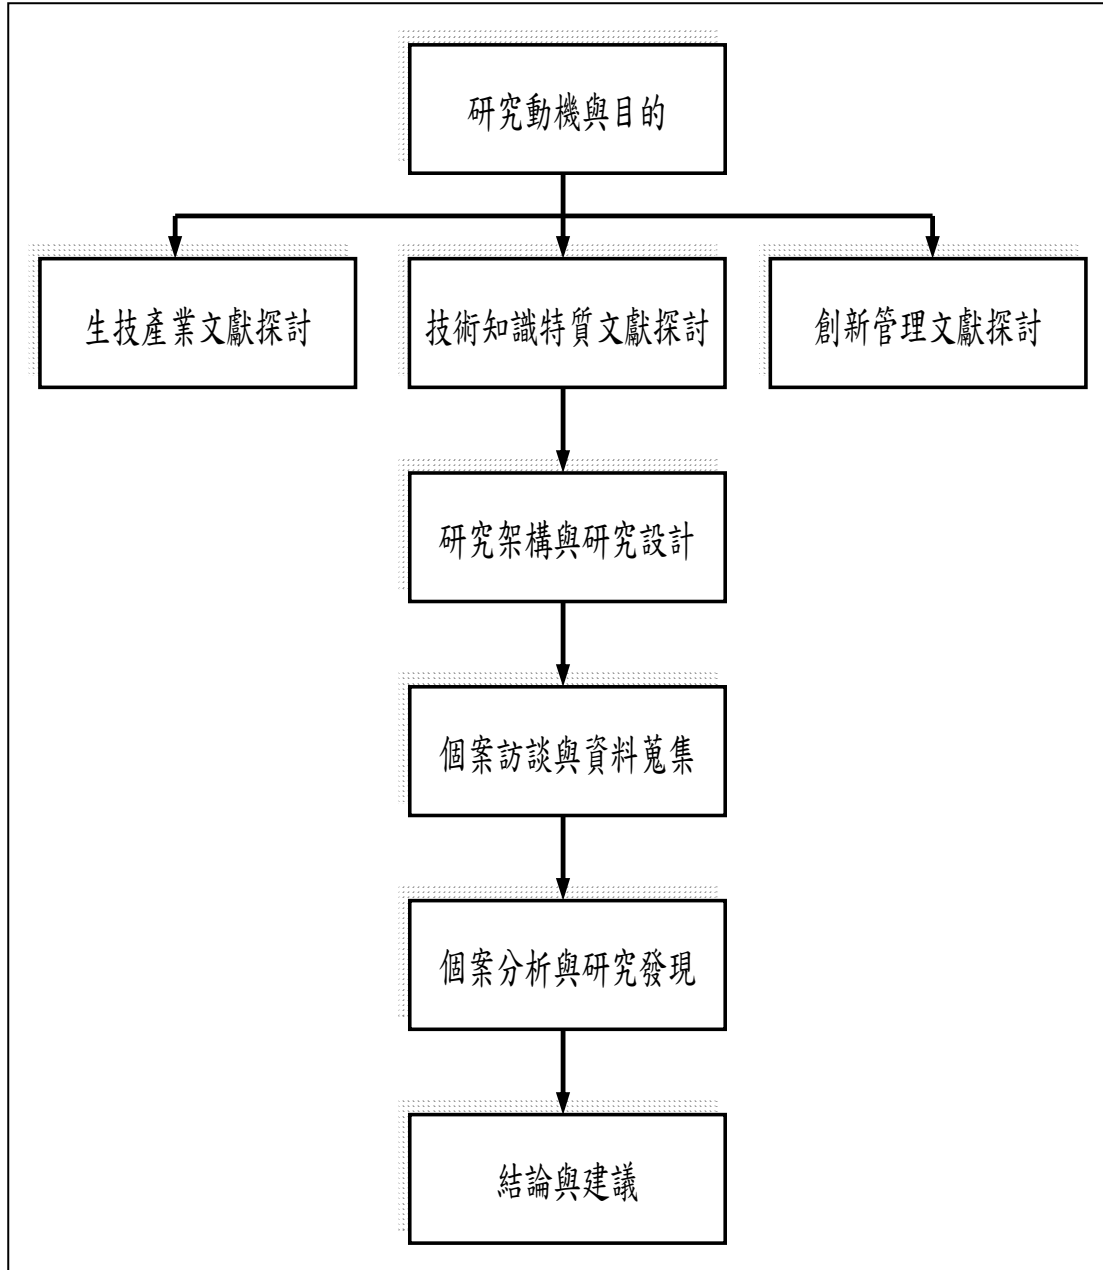 研究動機與目的
生技產業文獻探討
技術知識特質文獻探討
創新管理文獻探討
研究架構與研究設計
個案訪談與資料蒐集
個案分析與研究發現
結論與建議